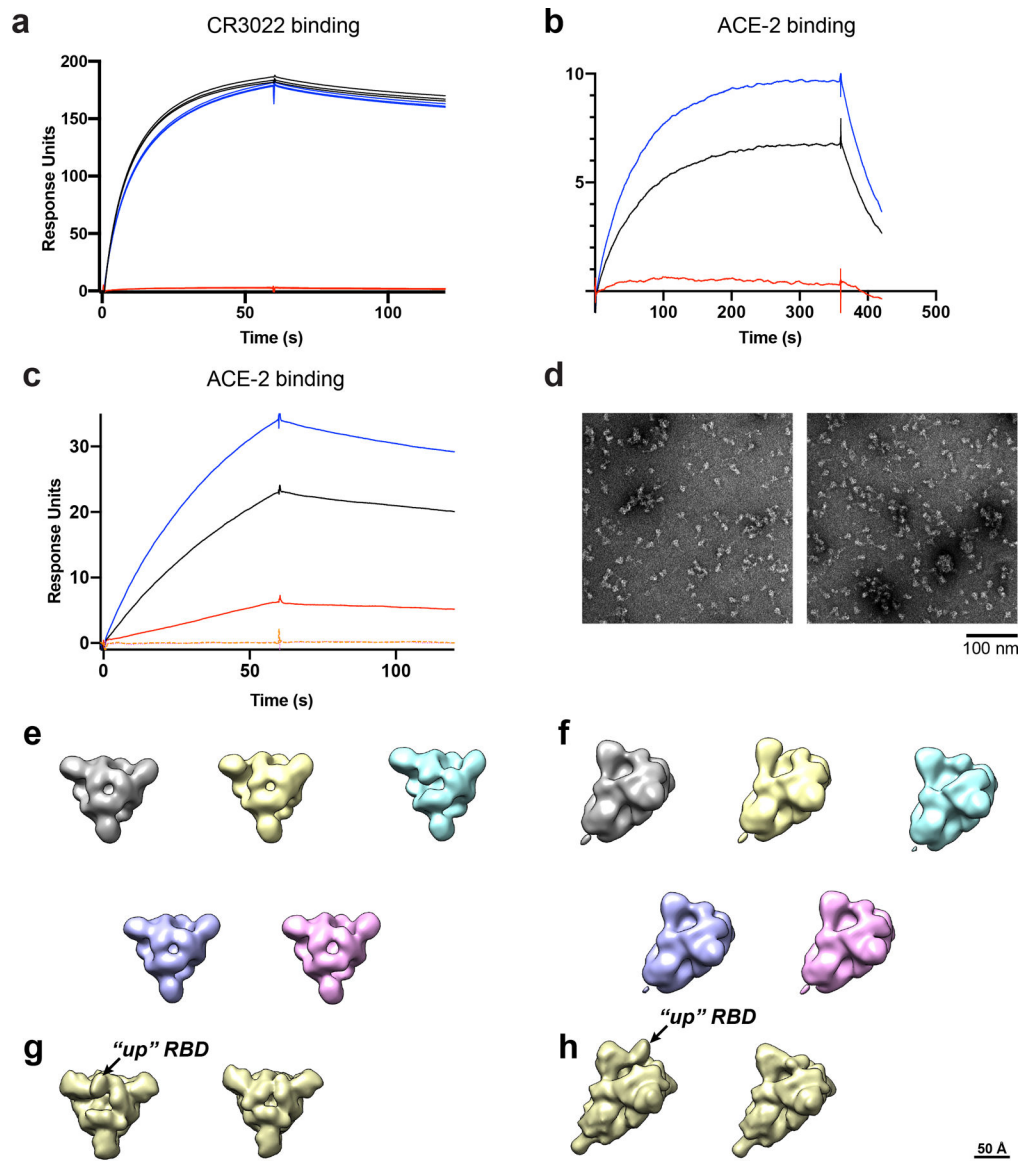 a
CR3022 binding
200
150
100
50
0
Response Units
0
50
100
Time (s)
b
ACE-2 binding
10
5
100
200
300
400
500
Time (s)
c
ACE-2 binding
30
20
10
0
Response Units
0
50
100
Time (s)
d
100 nm
e
f
g
“up” RBD
h
“up” RBD
50 Å